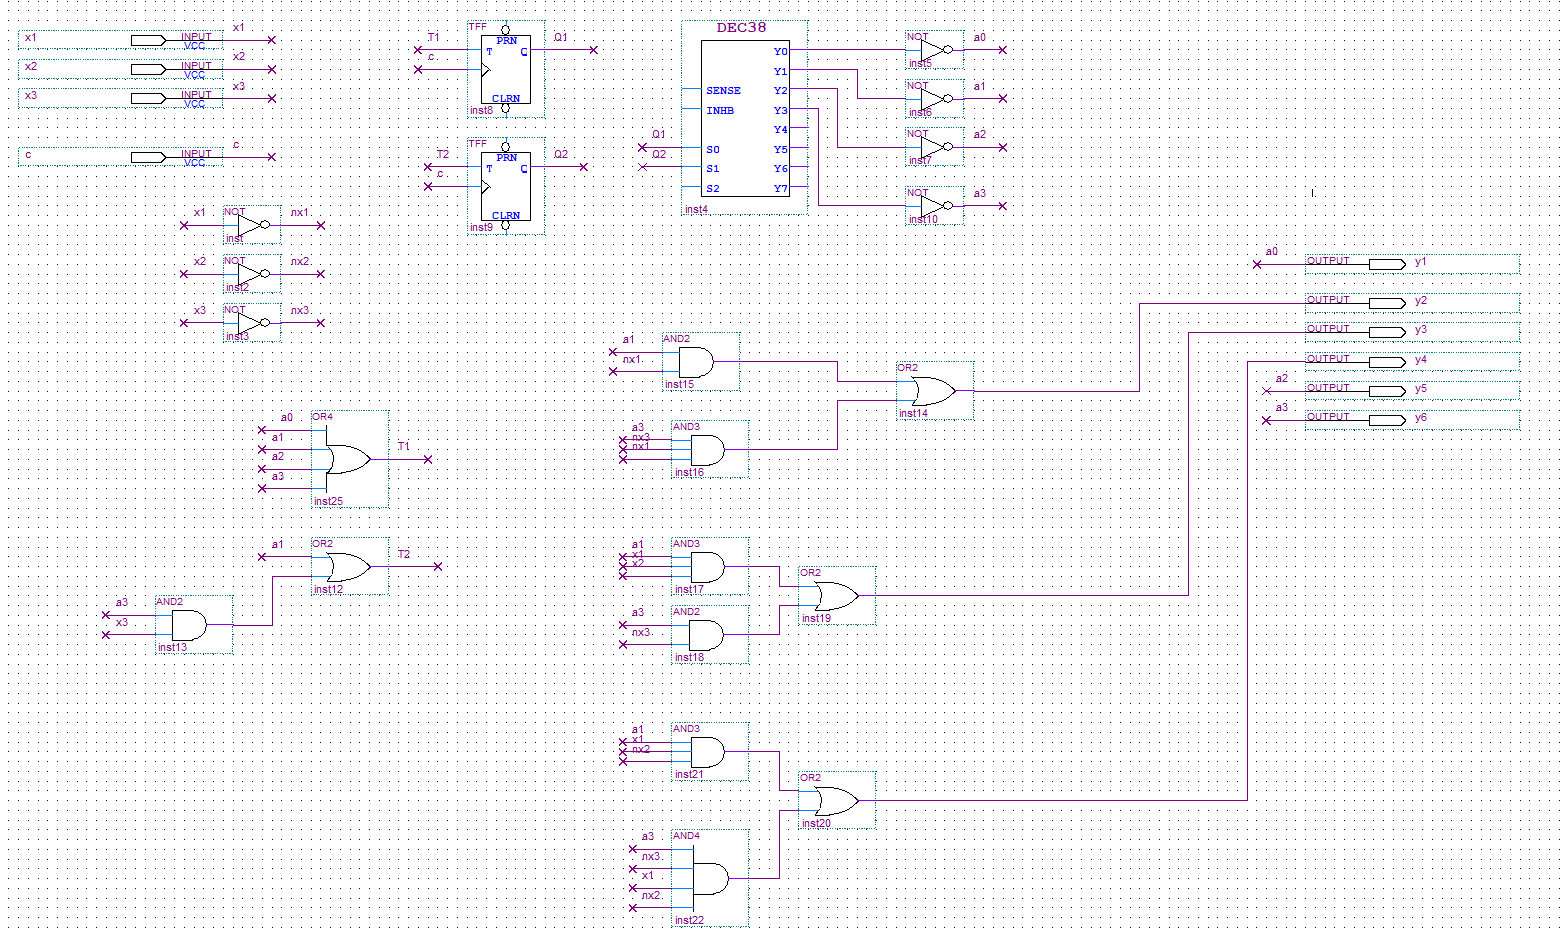 x1 INPUT VCC x1
x2 INPUT VCC x2
x3 INPUT VCC x3
c INPUT VCC c
x1 NOT nx1
inst
x2 NOT nx2
inst2
x3 NOT nx3
inst3
TFF
T1 PRN Q1
T Q
c
CLRN
inst8
TFF
T2 PRN Q2
T Q
c
CLRN
inst9
DEC38
Y0
Y1
SENSE Y2
INHB Y3
Y4
Q1 S0 Y5
Q2 S1 Y6
S2 Y7
inst4
NOT a0
inst5
NOT a1
inst6
NOT a2
inst7
NOT a3
inst10
a0 OUTPUT y1
OUTPUT y2
OUTPUT y3
OUTPUT y4
a2 OUTPUT y5
a3 OUTPUT y6
a1 AND2
nx1
inst15
OR2
inst14
a3 AND3
nx3
nx1
inst16
OR4
a0
a1 T1
a2
a3
inst25
a1 OR2 T2
inst12
a3 AND2
x3
inst13
a1 AND3
x1
x2
inst17
OR2
inst19
a3 AND2
nx3
inst18
a1 AND3
x1
nx2
inst21
OR2
inst20
a3 AND4
nx3
x1
nx2
inst22